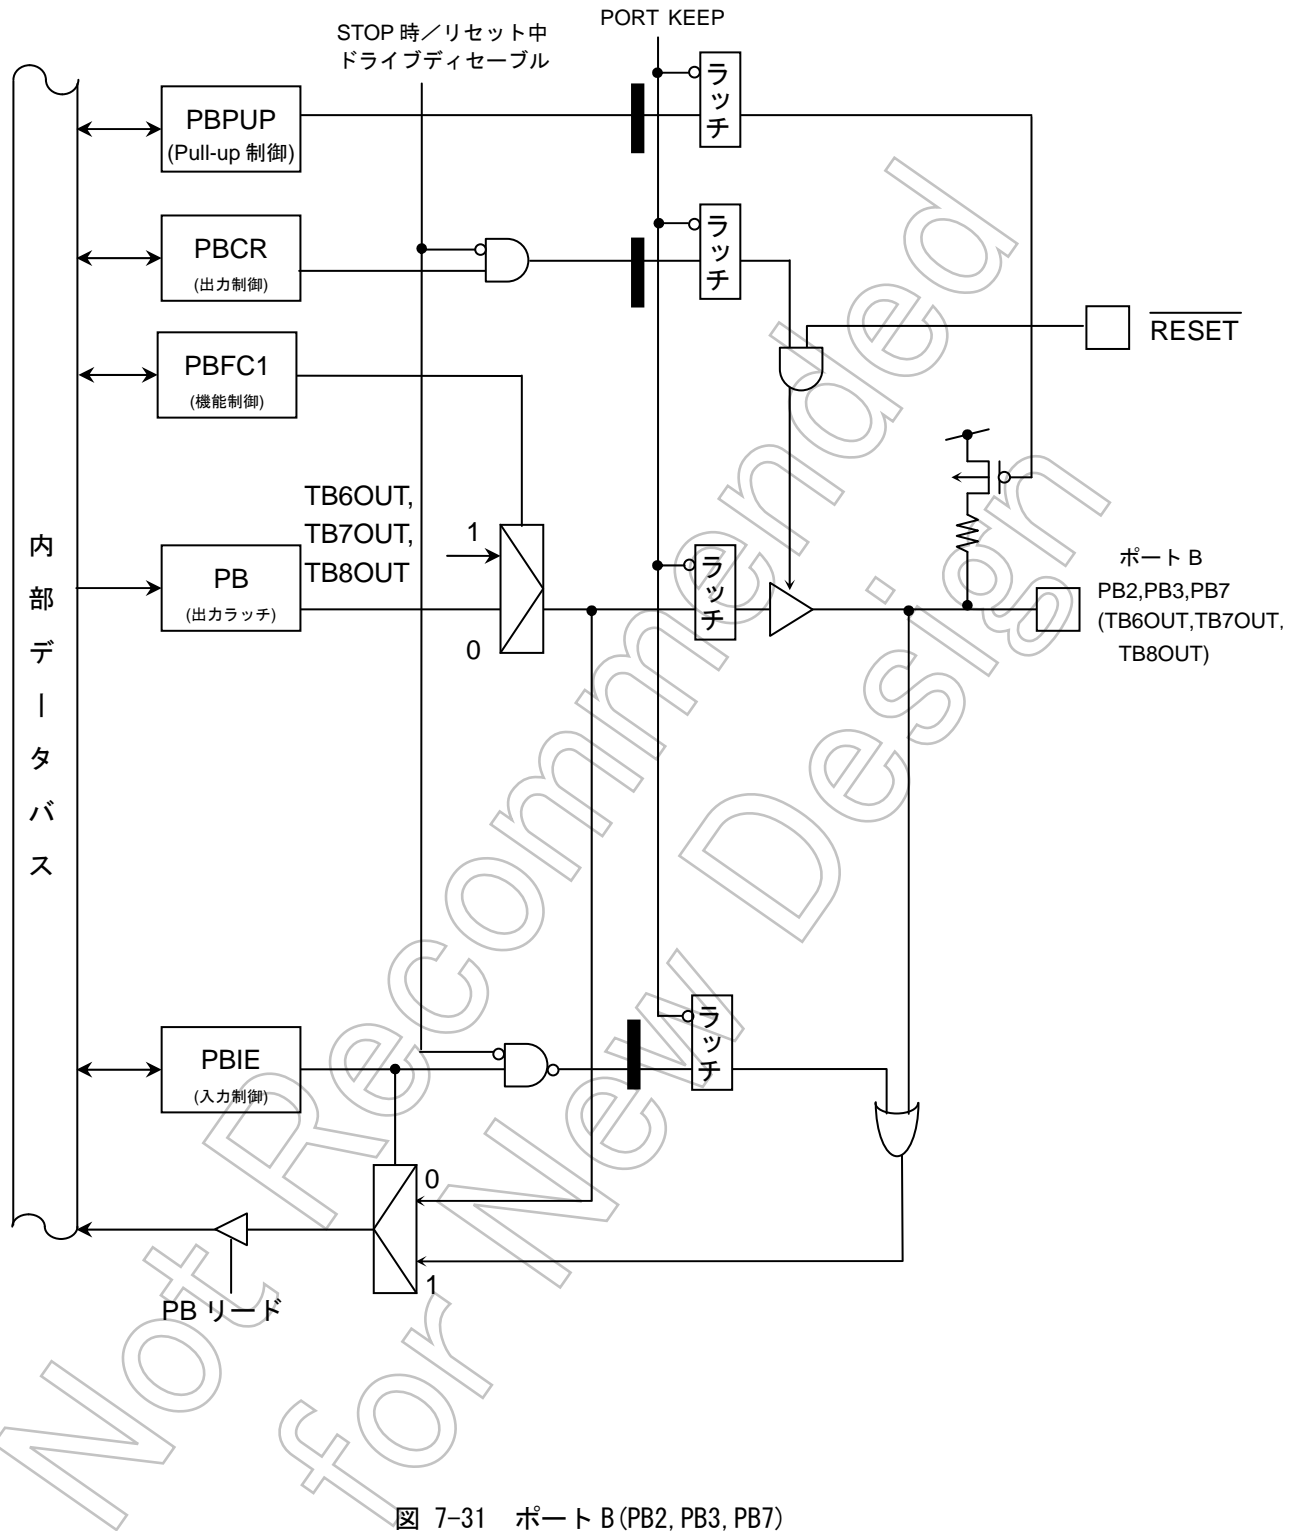 PORT KEEP
STOP 時／リセット中
ドライブディセーブル
ラッチ
PBPUP
(Pull-up 制御)
ラッチ
PBCR
(出力制御)
RESET
PBFC1
(機能制御)
TB6OUT,
TB7OUT,
TB8OUT
1
0
ラッチ
PB
(出力ラッチ)
ポート B
PB2,PB3,PB7
(TB6OUT,TB7OUT,
TB8OUT)
内部データバス
ラッチ
PBIE
(入力制御)
0
1
PB リード
Not Recommended
for New Design
図 7-31 ポート B(PB2, PB3, PB7)